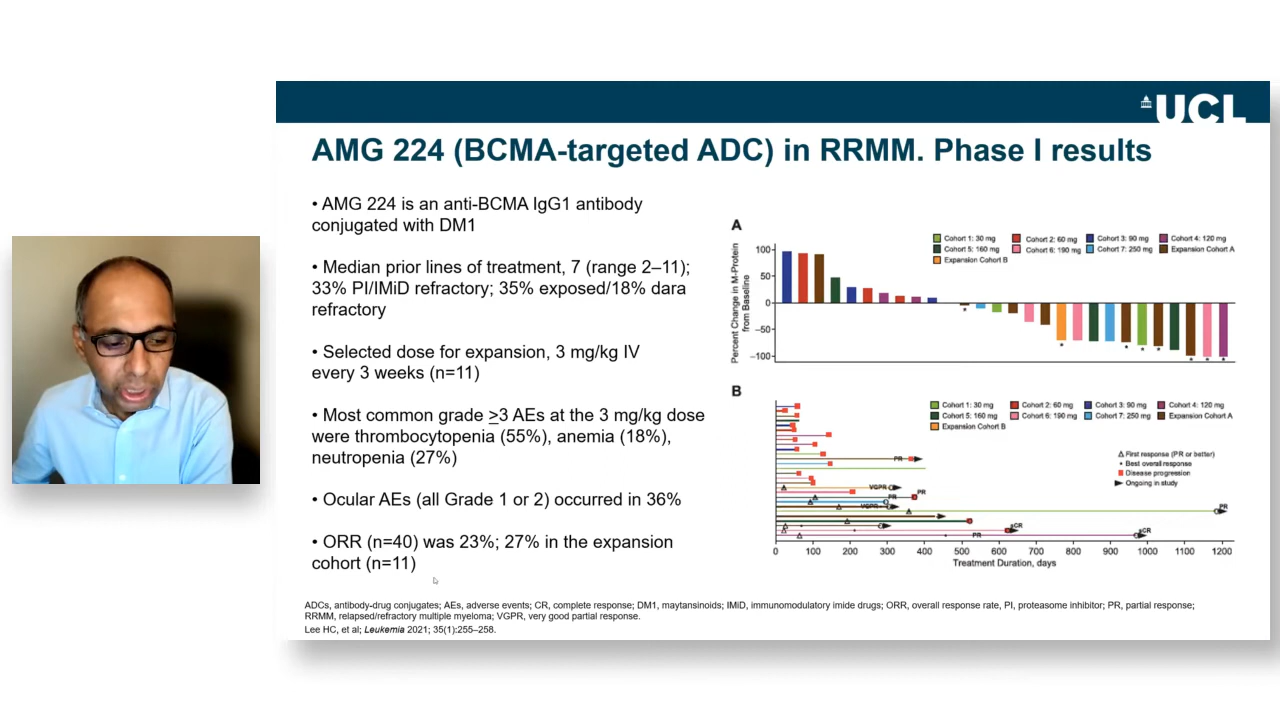 UCL
AMG 224 (BCMA-targeted ADC) in RRMM. Phase I results
• AMG 224 is an anti-BCMA IgG1 antibody
conjugated with DM1
• Median prior lines of treatment, 7 (range 2–11);
33% PI/IMiD refractory; 35% exposed/18% dara
refractory
• Selected dose for expansion, 3 mg/kg IV
every 3 weeks (n=11)
• Most common grade >3 AEs at the 3 mg/kg dose
were thrombocytopenia (55%), anemia (18%),
neutropenia (27%)
• Ocular AEs (all Grade 1 or 2) occurred in 36%
• ORR (n=40) was 23%; 27% in the expansion
cohort (n=11)
A
Percent Change in M-Protein
from Baseline
100
50
0
−50
−100
Cohort 1: 30 mg
Cohort 2: 60 mg
Cohort 3: 90 mg
Cohort 4: 120 mg
Cohort 5: 160 mg
Cohort 6: 190 mg
Cohort 7: 250 mg
Expansion Cohort A
Expansion Cohort B
* * * * * * * *
B
Cohort 1: 30 mg
Cohort 2: 60 mg
Cohort 3: 90 mg
Cohort 4: 120 mg
Cohort 5: 160 mg
Cohort 6: 190 mg
Cohort 7: 250 mg
Expansion Cohort A
Expansion Cohort B
First response (PR or better)
Best overall response
Disease progression
Ongoing in study
PR
VGPR
PR
VGPR
PR
sCR
sCR
PR
0 100 200 300 400 500 600 700 800 900 1000 1100 1200
Treatment Duration, days
ADCs, antibody-drug conjugates; AEs, adverse events; CR, complete response; DM1, maytansinoids; IMiD, immunomodulatory imide drugs; ORR, overall response rate, PI, proteasome inhibitor; PR, partial response;
RRMM, relapsed/refractory multiple myeloma; VGPR, very good partial response.
Lee HC, et al; Leukemia 2021; 35(1):255–258.